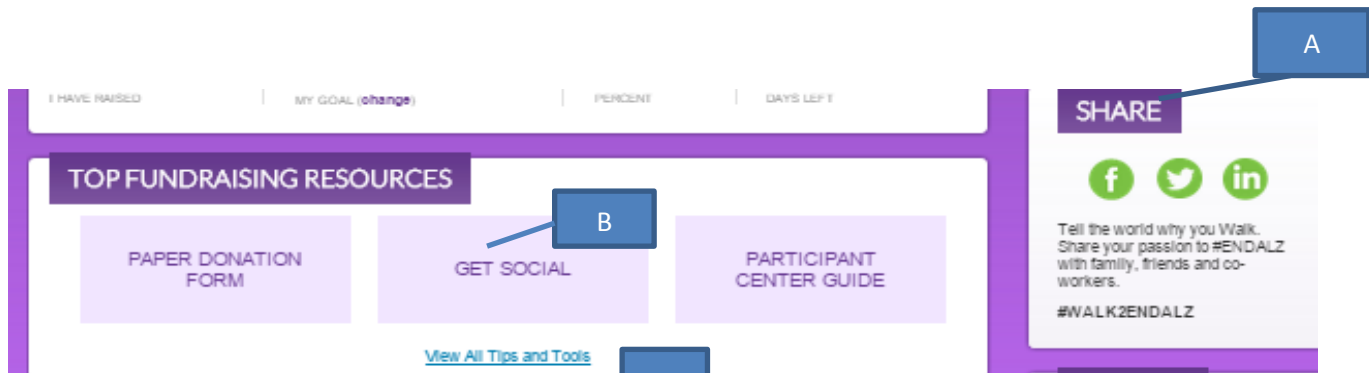 A
I HAVE RAISED
MY GOAL (change)
PERCENT
DAYS LEFT
SHARE
TOP FUNDRAISING RESOURCES
B
PAPER DONATION
FORM
GET SOCIAL
PARTICIPANT
CENTER GUIDE
View All Tips and Tools
Tell the world why you Walk.
Share your passion to #ENDALZ
with family, friends and co-
workers.
#WALK2ENDALZ